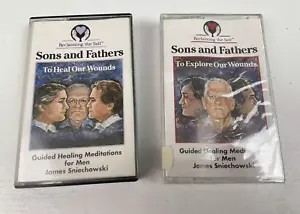 Reclaiming the Self
Sons and Fathers
To Heal Our Wounds
Guided Healing Meditations
for Men
James Sniechowski
Reclaiming the Self
Sons and Fathers
To Explore Our Wounds
Guided Healing Meditations
for Men
James Sniechowski